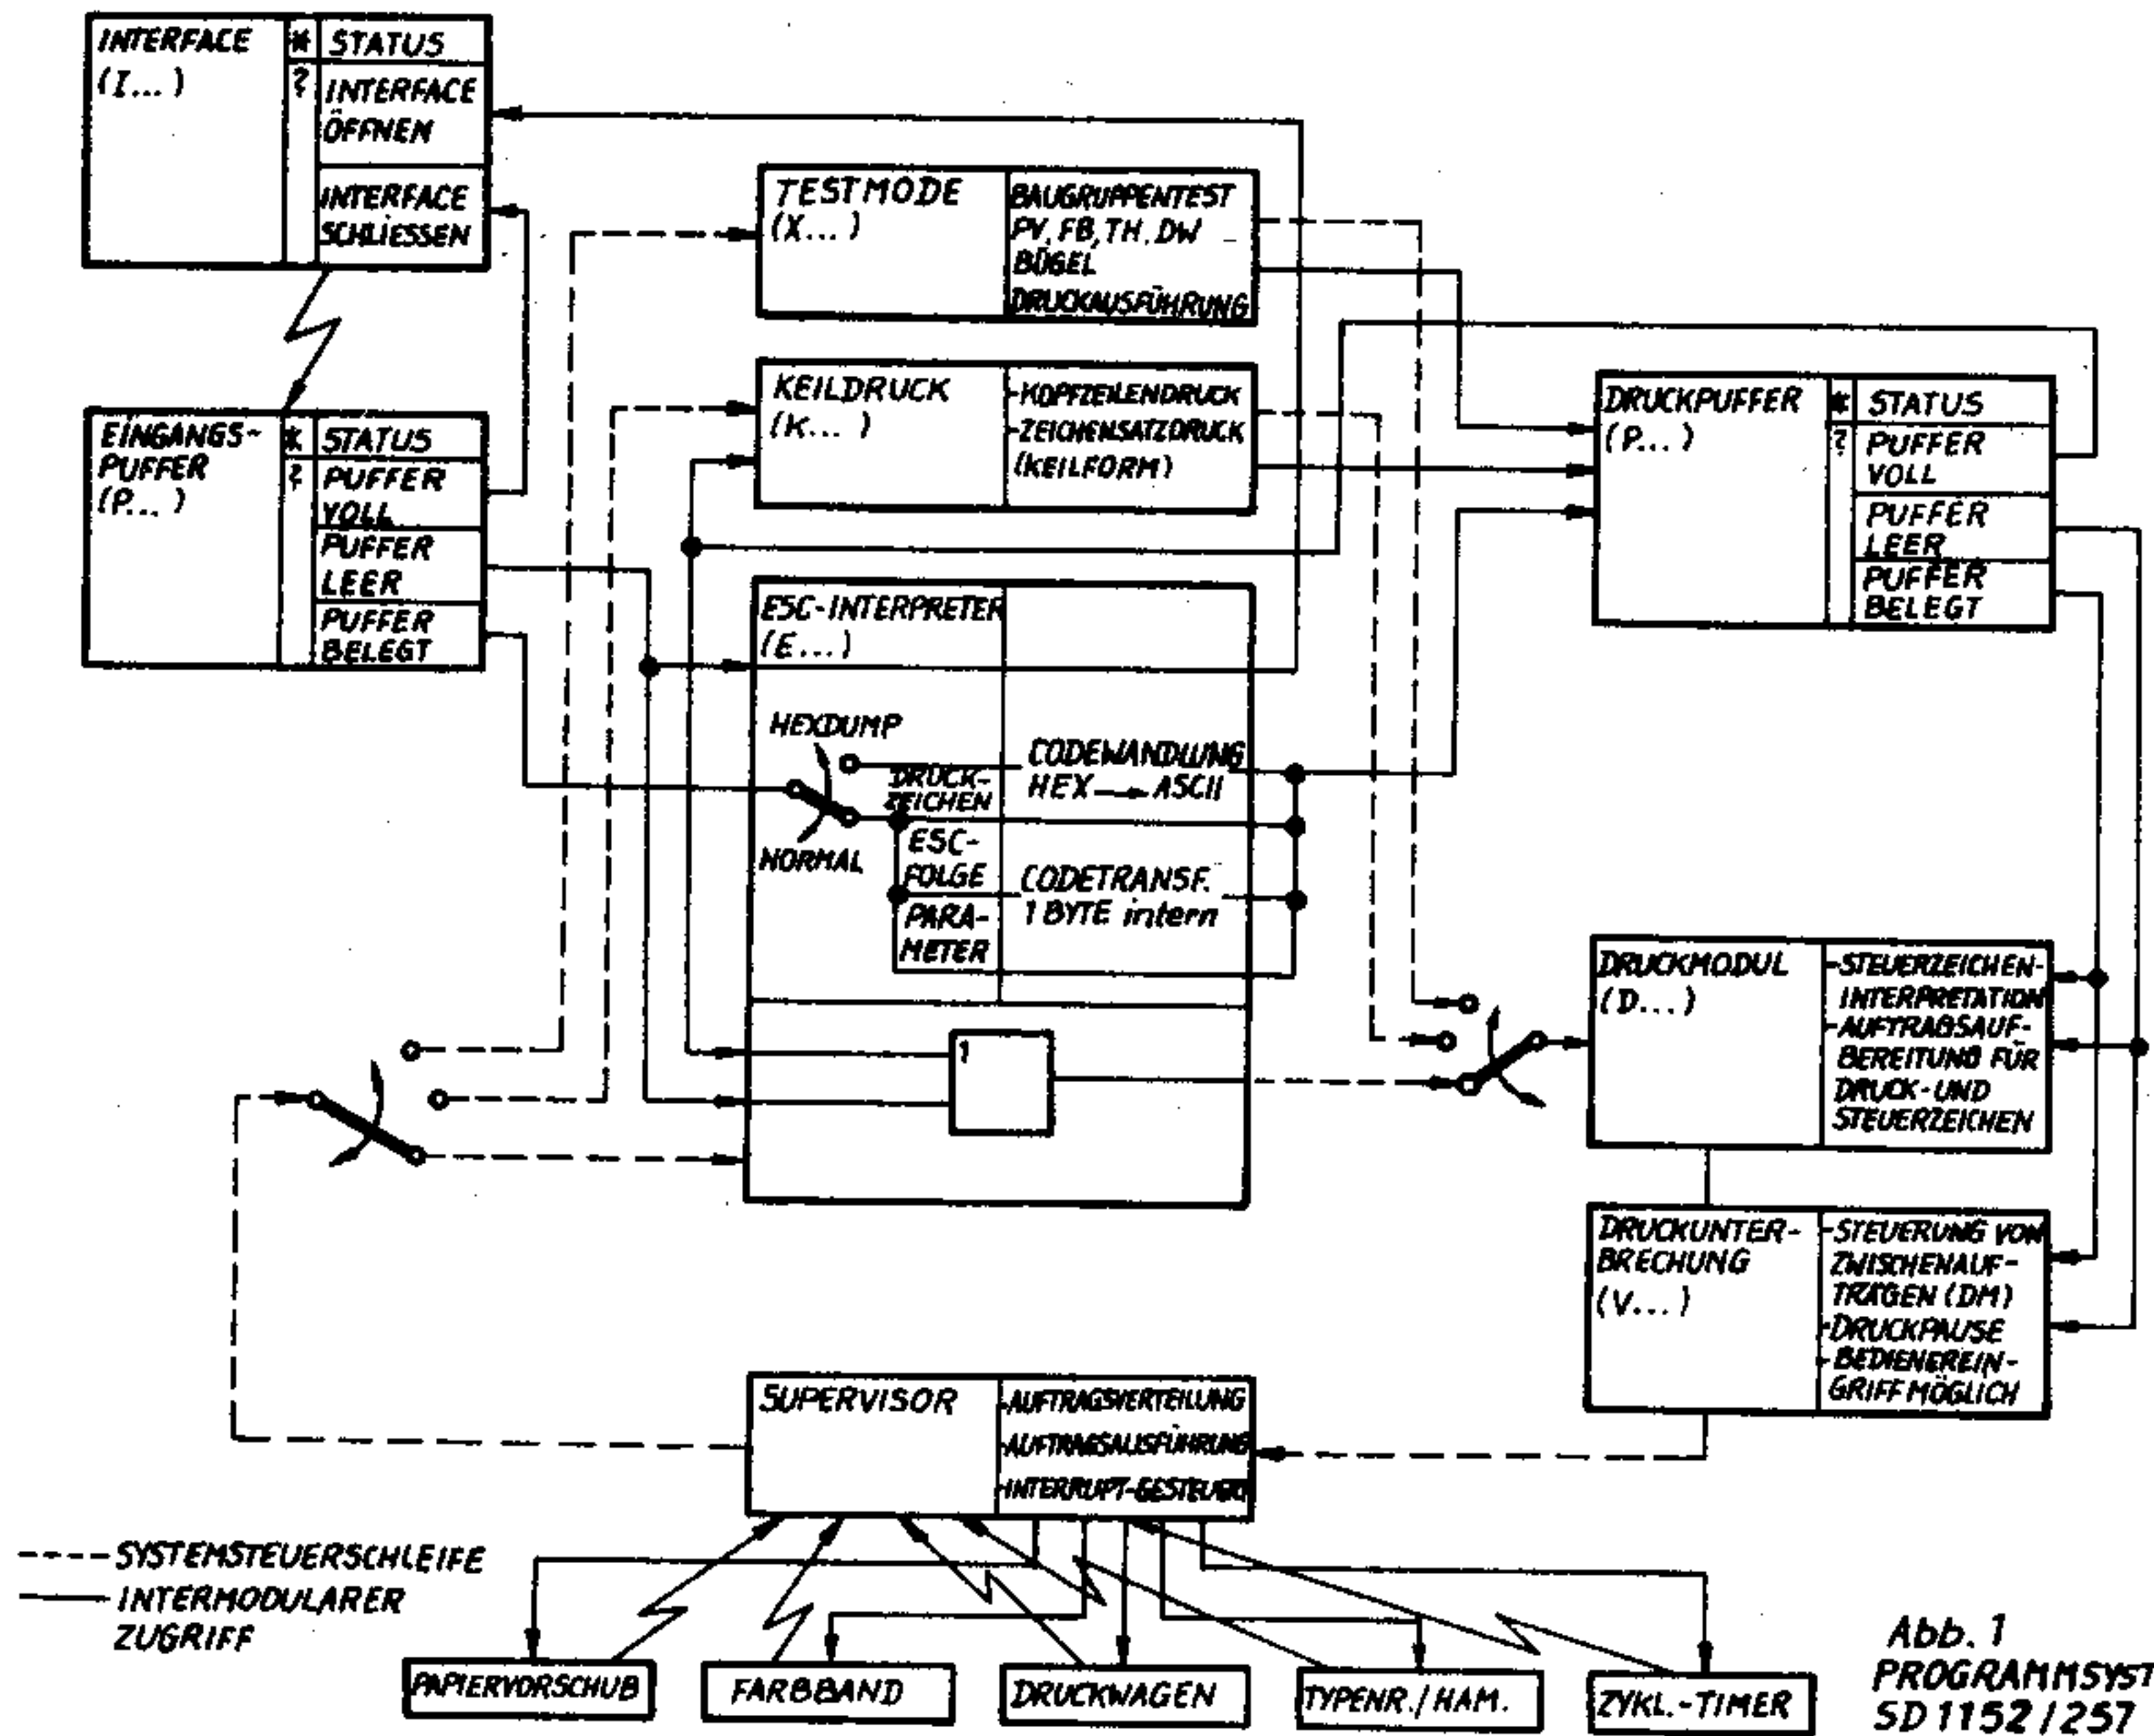 INTERFACE
(I...)
*
?
STATUS
INTERFACE
ÖFFNEN
INTERFACE
SCHLIESSEN
EINGANGS-
PUFFER
(P...)
*
?
STATUS
PUFFER
VOLL
PUFFER
LEER
PUFFER
BELEGT
TESTMODE
(X...)
BAUGRUPPENTEST
PV, FB, TH, DW
BÜGEL
DRUCKAUSFÜHRUNG
KEILDRUCK
(K...)
-KOPFZEILENDRUCK
-ZEICHENSATZDRUCK
(KEILFORM)
DRUCKPUFFER
(P...)
*
?
STATUS
PUFFER
VOLL
PUFFER
LEER
PUFFER
BELEGT
ESC-INTERPRETER
(E...)
HEXDUMP
NORMAL
DRUCK-
ZEICHEN
ESC-
FOLGE
PARA-
METER
CODEWANDLUNG
HEX → ASCII
CODETRANSF.
1 BYTE intern
1
DRUCKMODUL
(D...)
-STEUERZEICHEN-
INTERPRETATION
-AUFTRAGSAUF-
BEREITUNG FÜR
DRUCK-UND
STEUERZEICHEN
DRUCKUNTER-
BRECHUNG
(V...)
-STEUERUNG VON
ZWISCHENAUF-
TRÄGEN (DM)
-DRUCKPAUSE
-BEDIENEREIN-
GRIFF MÖGLICH
SUPERVISOR
-AUFTRAGSVERTEILUNG
-AUFTRAGSAUSFÜHRUNG
-INTERRUPT-GESTEUERT
---- SYSTEMSTEUERSCHLEIFE
—— INTERMODULARER
ZUGRIFF
PAPIERVORSCHUB
FARBBAND
DRUCKWAGEN
TYPENR./HAM.
ZYKL.-TIMER
Abb. 1
PROGRAMMSYST
SD 1152 / 257